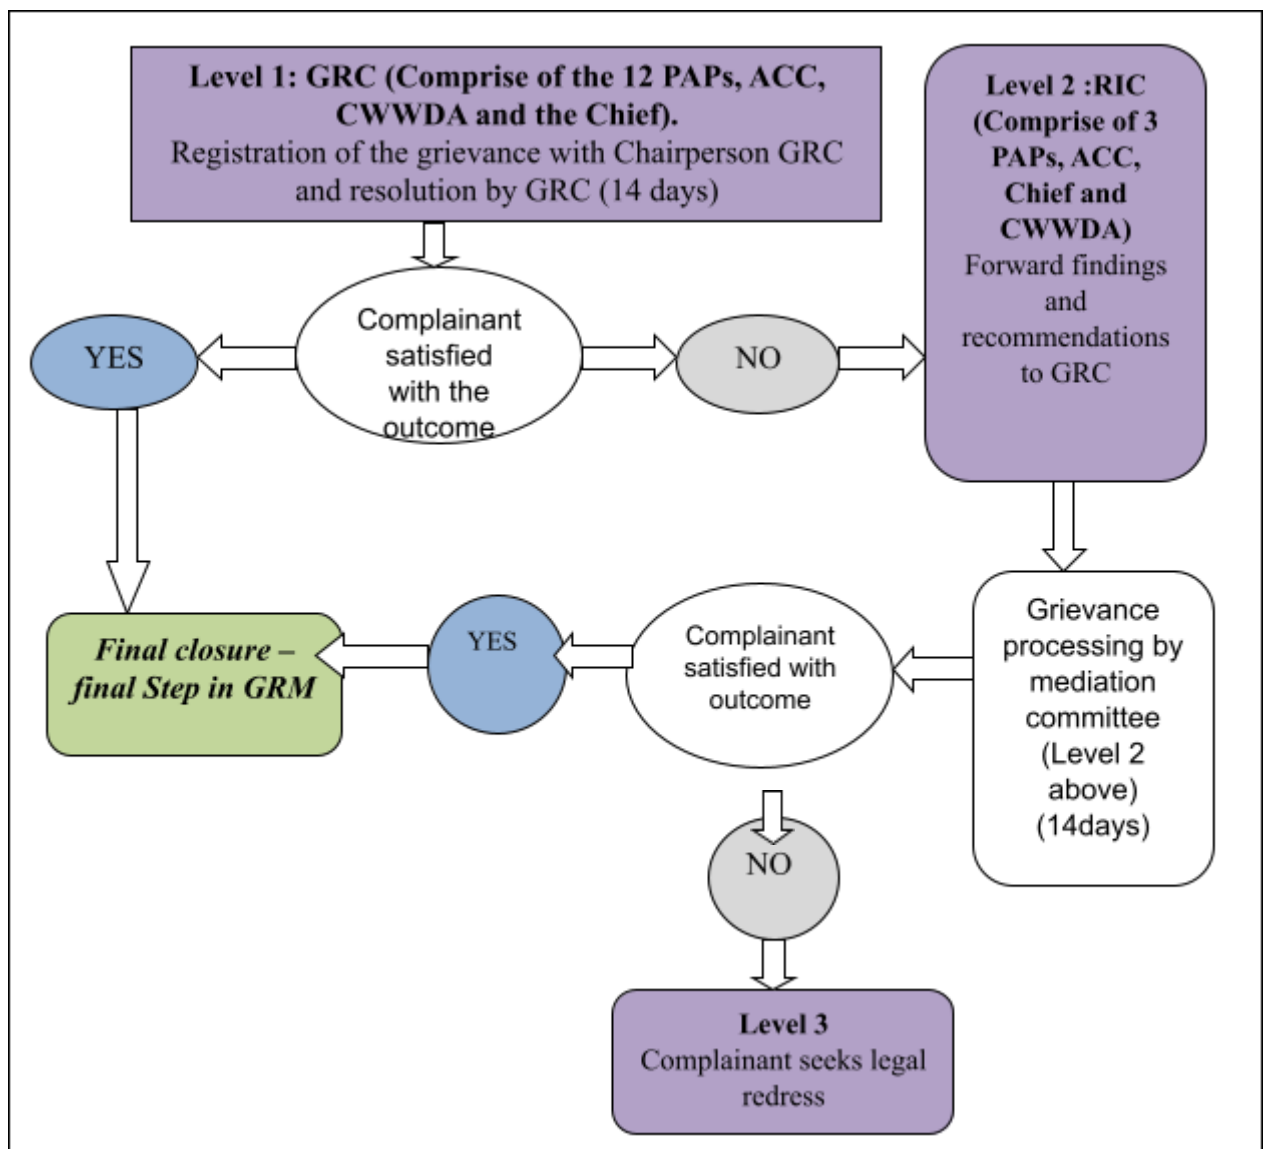 Level 1: GRC (Comprise of the 12 PAPs, ACC,
CWWDA and the Chief).
Registration of the grievance with Chairperson GRC
and resolution by GRC (14 days)
Level 2 :RIC
(Comprise of 3
PAPs, ACC,
Chief and
CWWDA)
Forward findings
and
recommendations
to GRC
Complainant
satisfied
with the
outcome
YES
NO
Grievance
processing by
mediation
committee
(Level 2
above)
(14days)
Complainant
satisfied with
outcome
YES
Final closure –
final Step in GRM
NO
Level 3
Complainant seeks legal
redress